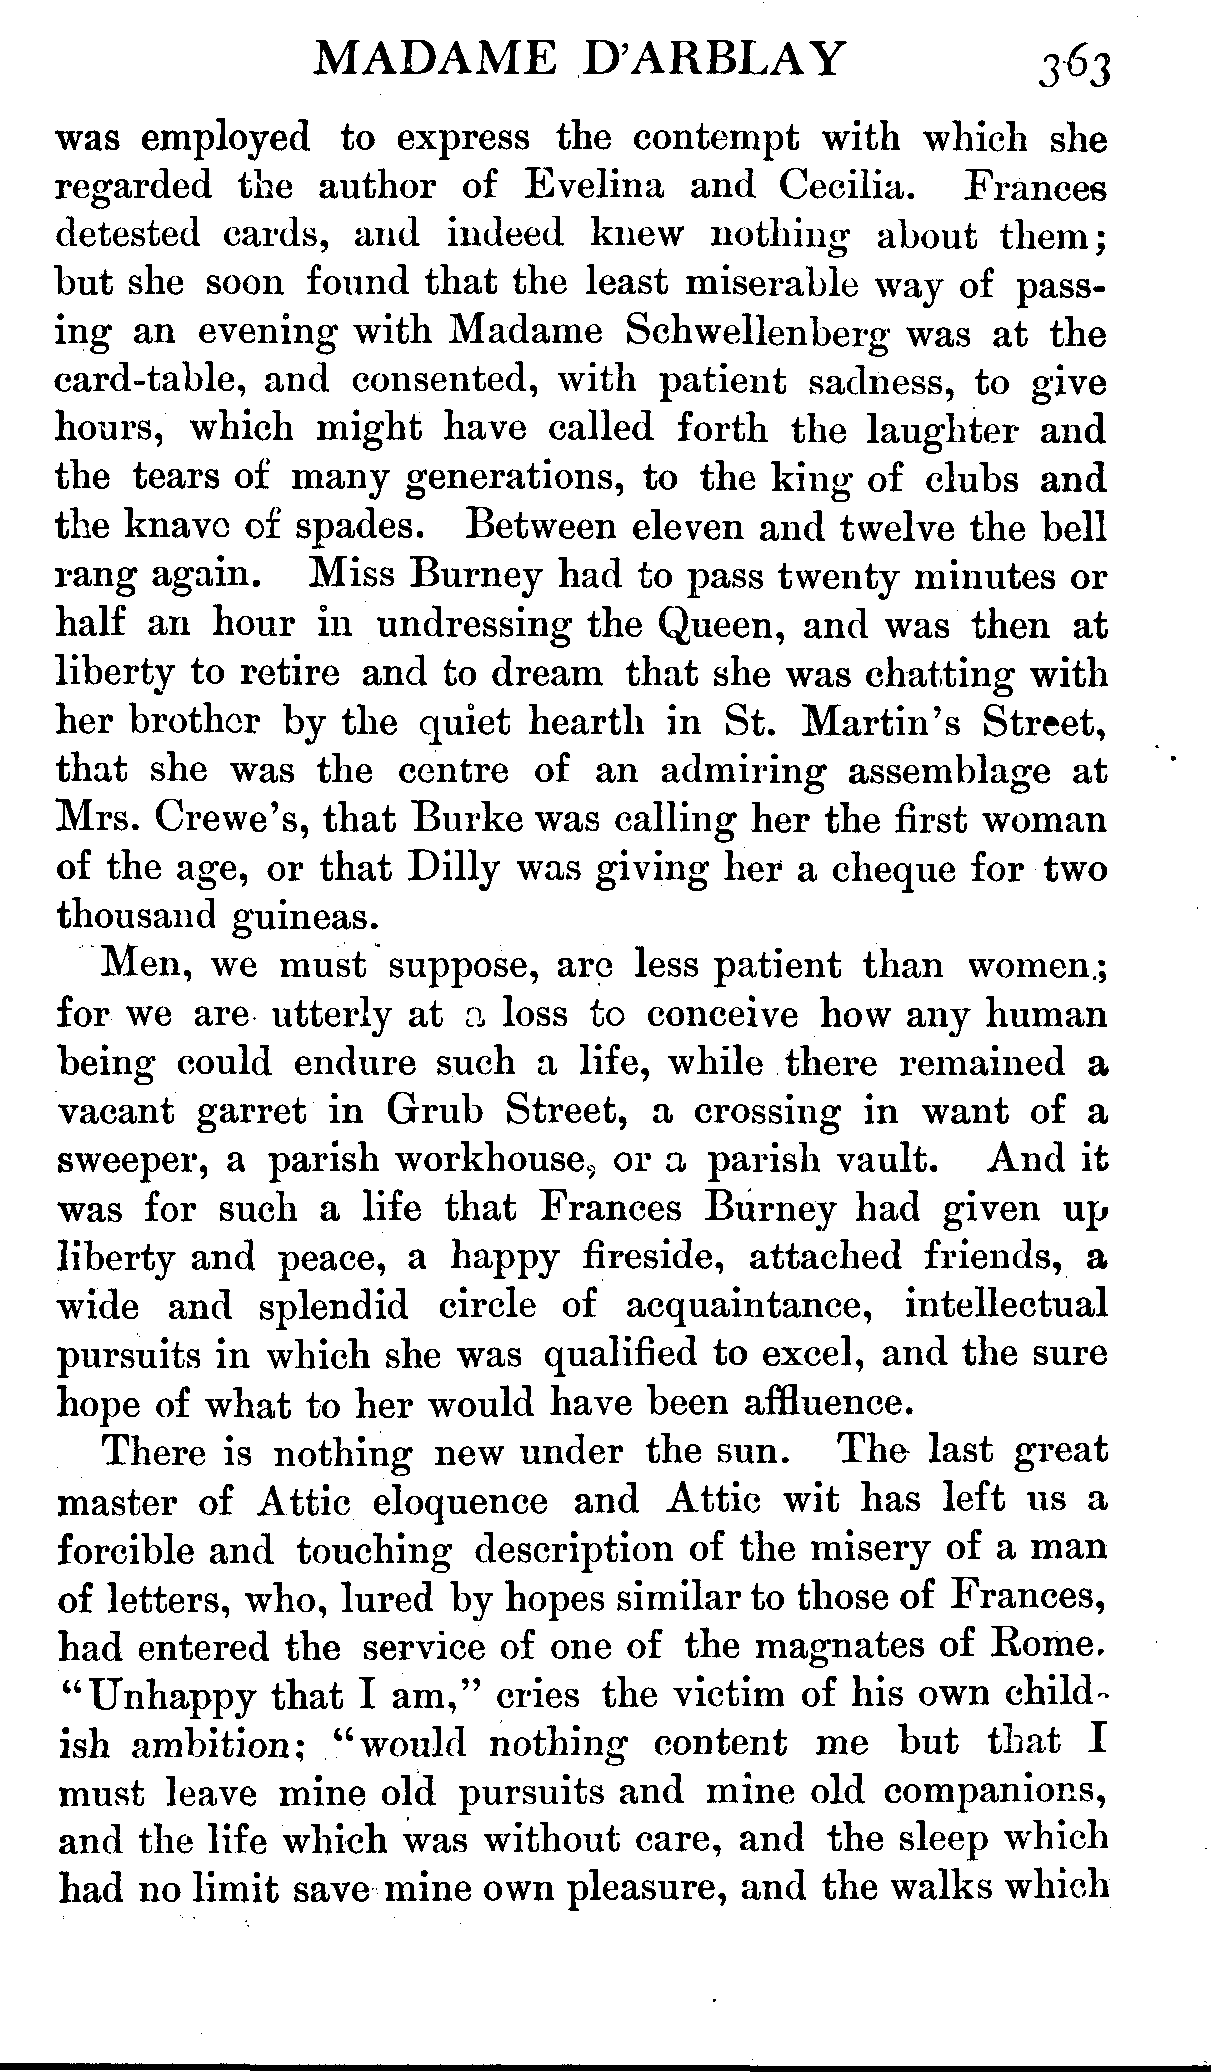 MADAME D'ARBLAY 363
was employed to express the contempt with which she
regarded the author of Evelina and Cecilia. Frances
detested cards, and indeed knew nothing about them;
but she soon found that the least miserable way of pass-
ing an evening with Madame Schwellenberg was at the
card-table, and consented, with patient sadness, to give
hours, which might have called forth the laughter and
the tears of many generations, to the king of clubs and
the knave of spades. Between eleven and twelve the bell
rang again. Miss Burney had to pass twenty minutes or
half an hour in undressing the Queen, and was then at
liberty to retire and to dream that she was chatting with
her brother by the quiet hearth in St. Martin's Street,
that she was the centre of an admiring assemblage at
Mrs. Crewe's, that Burke was calling her the first woman
of the age, or that Dilly was giving her a cheque for two
thousand guineas.
Men, we must suppose, are less patient than women;
for we are utterly at a loss to conceive how any human
being could endure such a life, while there remained a
vacant garret in Grub Street, a crossing in want of a
sweeper, a parish workhouse, or a parish vault. And it
was for such a life that Frances Burney had given up
liberty and peace, a happy fireside, attached friends, a
wide and splendid circle of acquaintance, intellectual
pursuits in which she was qualified to excel, and the sure
hope of what to her would have been affluence.
There is nothing new under the sun. The last great
master of Attic eloquence and Attic wit has left us a
forcible and touching description of the misery of a man
of letters, who, lured by hopes similar to those of Frances,
had entered the service of one of the magnates of Rome.
"Unhappy that I am," cries the victim of his own child-
ish ambition; "would nothing content me but that I
must leave mine old pursuits and mine old companions,
and the life which was without care, and the sleep which
had no limit save mine own pleasure, and the walks which